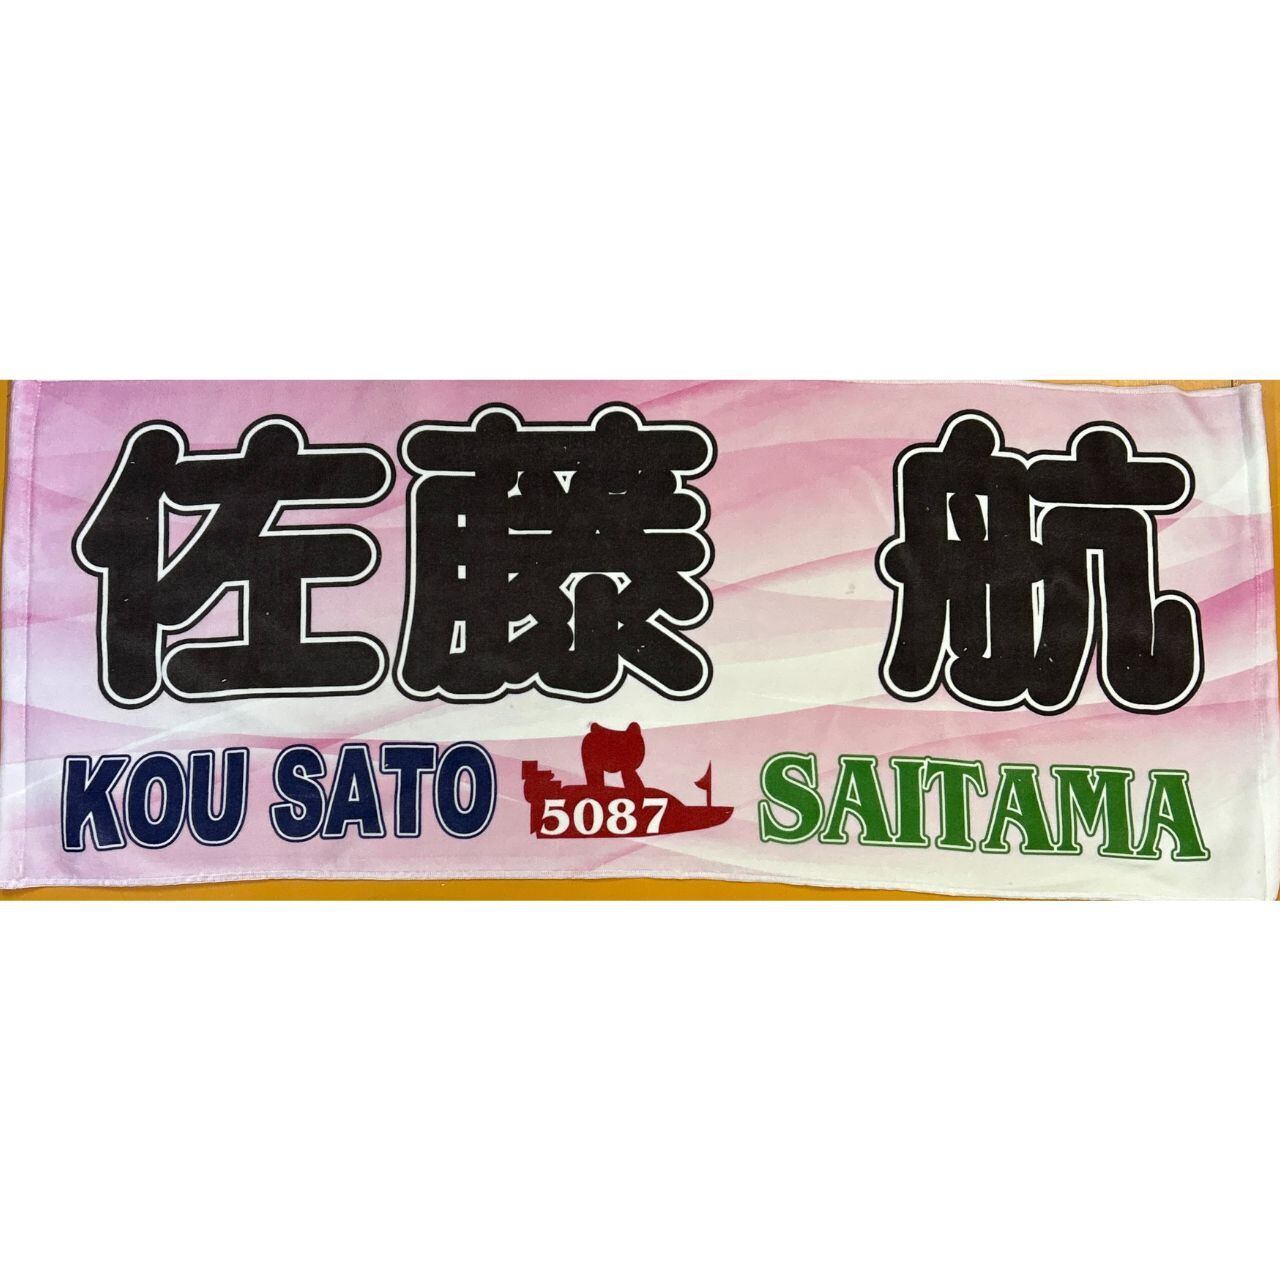 佐藤 航
KOU SATO 5087 SAITAMA